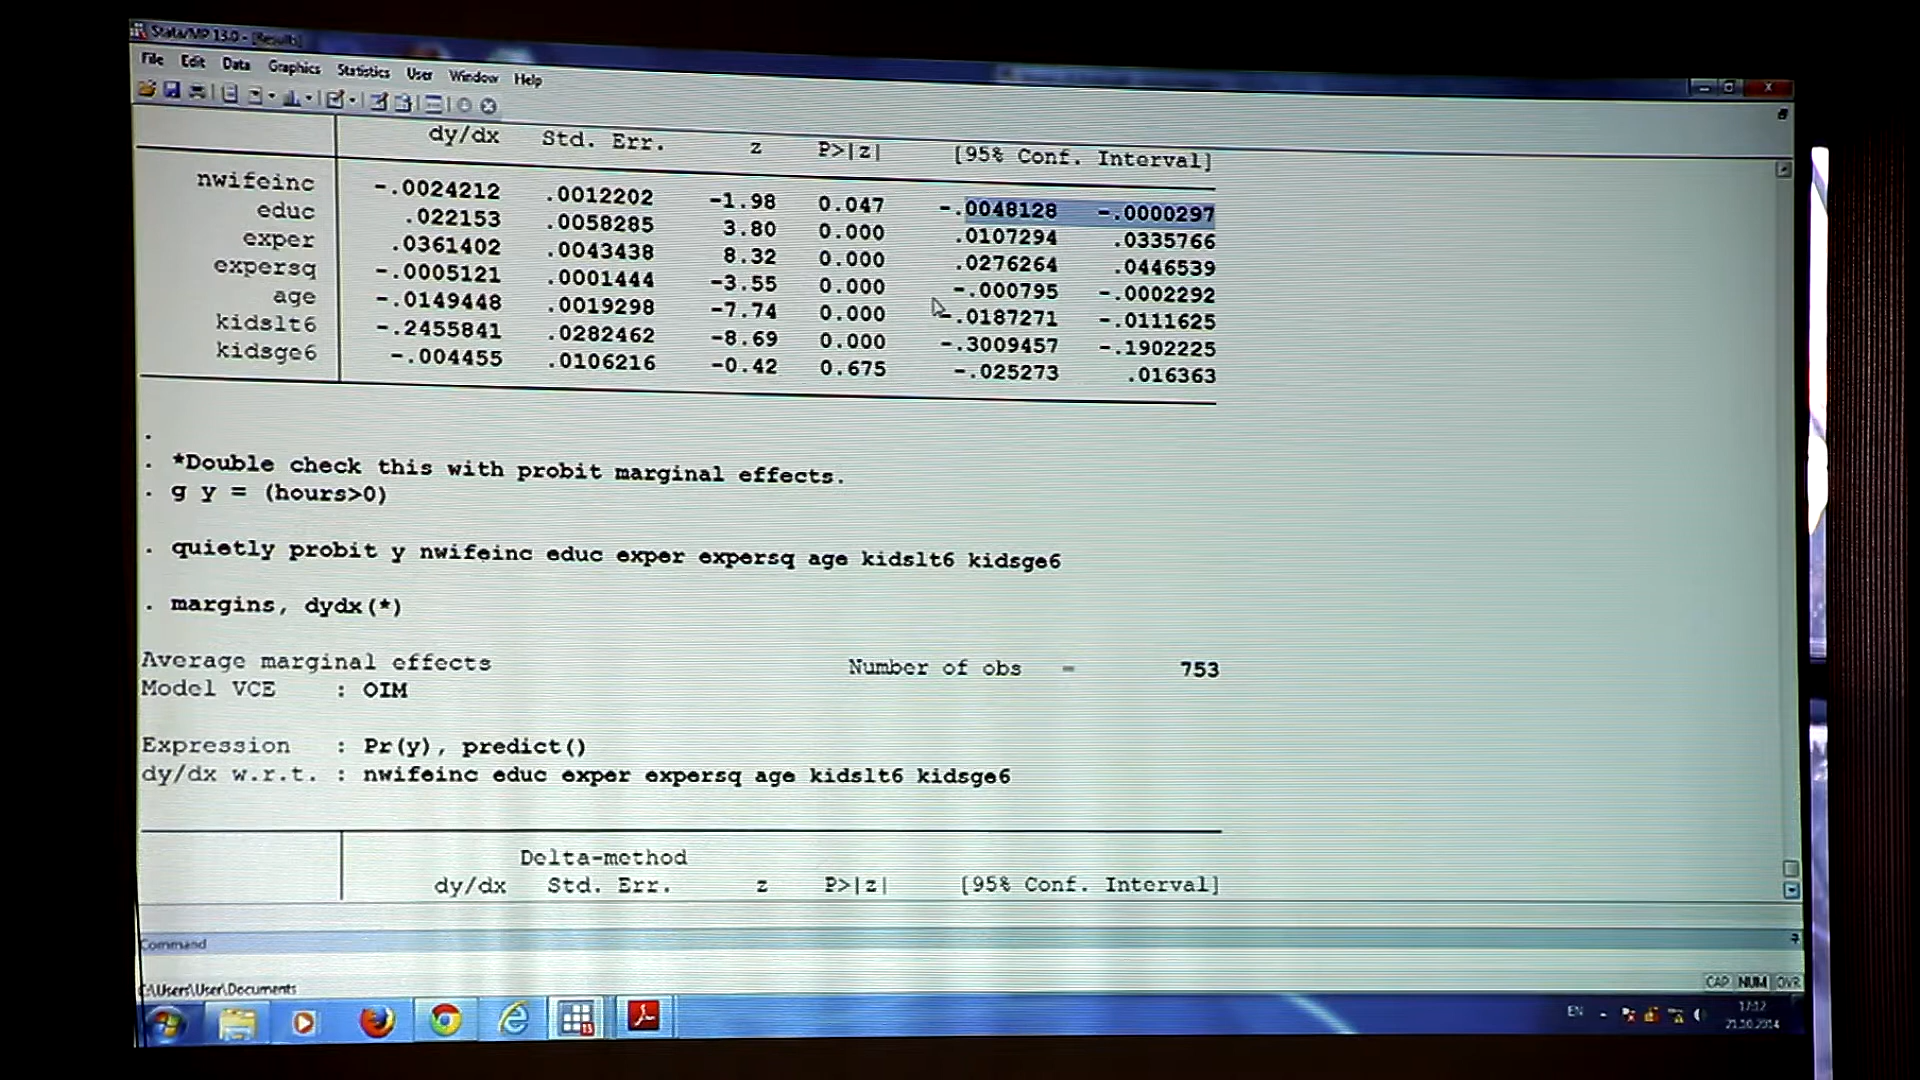 Stata/MP 13.0 - [Results]
File Edit Data Graphics Statistics User Window Help
dy/dx Std. Err. z P>|z| [95% Conf. Interval]
nwifeinc -.0024212 .0012202 -1.98 0.047 -.0048128 -.0000297
educ .022153 .0058285 3.80 0.000 .0107294 .0335766
exper .0361402 .0043438 8.32 0.000 .0276264 .0446539
expersq -.0005121 .0001444 -3.55 0.000 -.000795 -.0002292
age -.0149448 .0019298 -7.74 0.000 -.0187271 -.0111625
kidslt6 -.2455841 .0282462 -8.69 0.000 -.3009457 -.1902225
kidsge6 -.004455 .0106216 -0.42 0.675 -.025273 .016363
.
. *Double check this with probit marginal effects.
. g y = (hours>0)
. quietly probit y nwifeinc educ exper expersq age kidslt6 kidsge6
. margins, dydx(*)
Average marginal effects Number of obs = 753
Model VCE : OIM
Expression : Pr(y), predict()
dy/dx w.r.t. : nwifeinc educ exper expersq age kidslt6 kidsge6
Delta-method
dy/dx Std. Err. z P>|z| [95% Conf. Interval]
Command
C:\Users\User\Documents
CAP NUM OVR
EN 17:12
21.10.2014